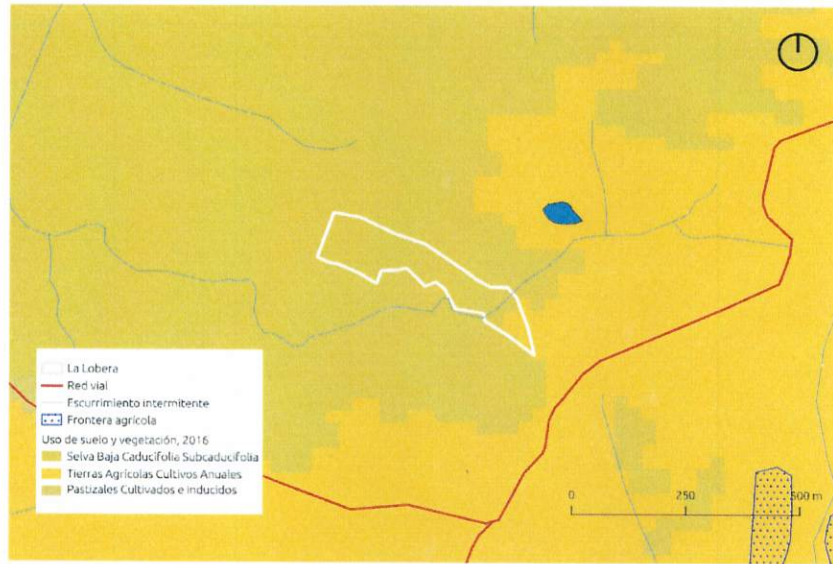 La Lobera
Red vial
Escurrimiento intermitente
Frontera agrícola
Uso de suelo y vegetación, 2016
Selva Baja Caducifolia Subcaducifolia
Tierras Agrícolas Cultivos Anuales
Pastizales Cultivados e Inducidos
0 250 500 m